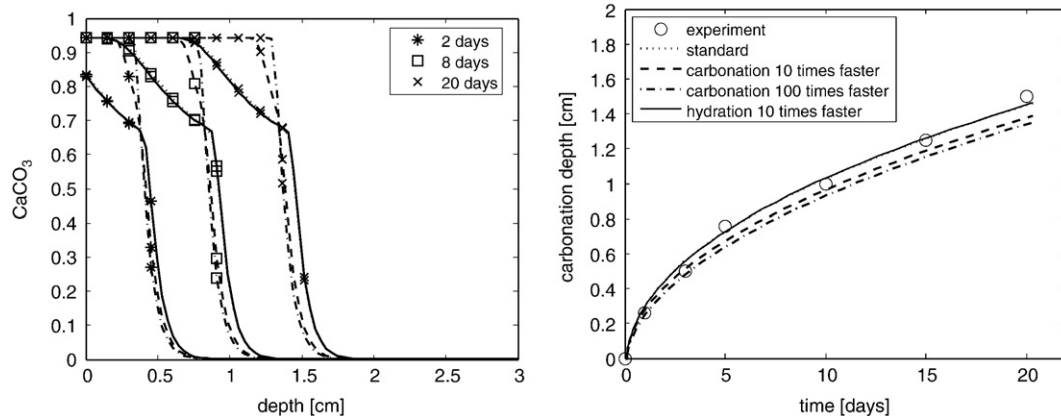 1
0.9
0.8
0.7
0.6
0.5
0.4
0.3
0.2
0.1
0
CaCO3
2 days
8 days
20 days
0 0.5 1 1.5 2 2.5 3
depth [cm]
2
1.8
1.6
1.4
1.2
1
0.8
0.6
0.4
0.2
0
carbonation depth [cm]
experiment
standard
carbonation 10 times faster
carbonation 100 times faster
hydration 10 times faster
0 5 10 15 20
time [days]